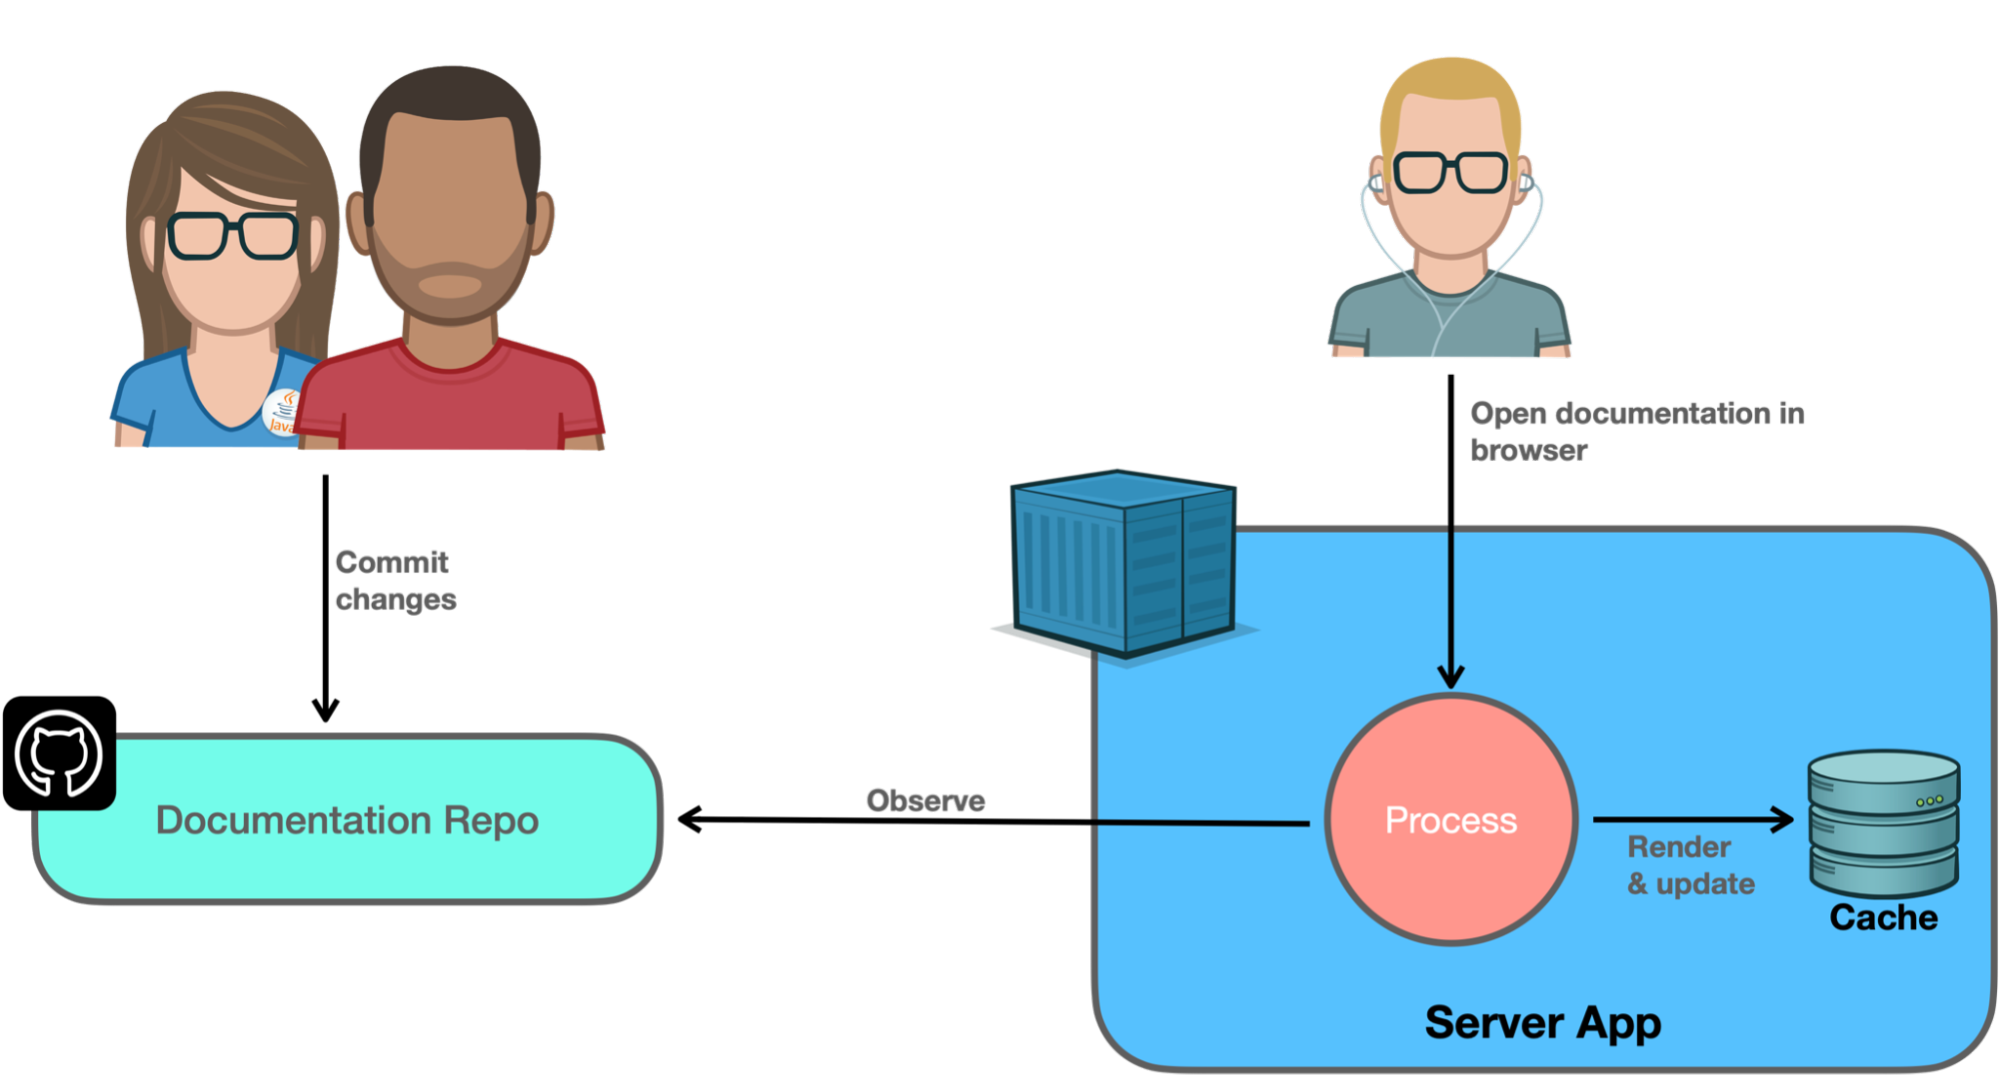 Java
Open documentation in
browser
Commit
changes
Documentation Repo
Observe
Process
Render
& update
Cache
Server App